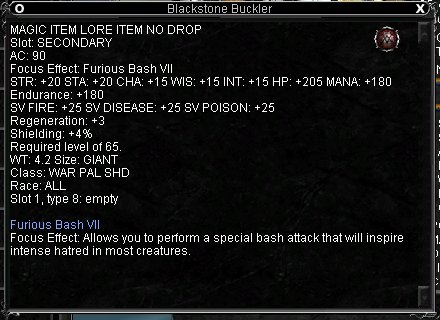 Blackstone Buckler
MAGIC ITEM LORE ITEM NO DROP
Slot: SECONDARY
AC: 90
Focus Effect: Furious Bash VII
STR: +20 STA: +20 CHA: +15 WIS: +15 INT: +15 HP: +205 MANA: +180
Endurance: +180
SV FIRE: +25 SV DISEASE: +25 SV POISON: +25
Regeneration: +3
Shielding: +4%
Required level of 65.
WT: 4.2 Size: GIANT
Class: WAR PAL SHD
Race: ALL
Slot 1, type 8: empty
Furious Bash VII
Focus Effect: Allows you to perform a special bash attack that will inspire
intense hatred in most creatures.